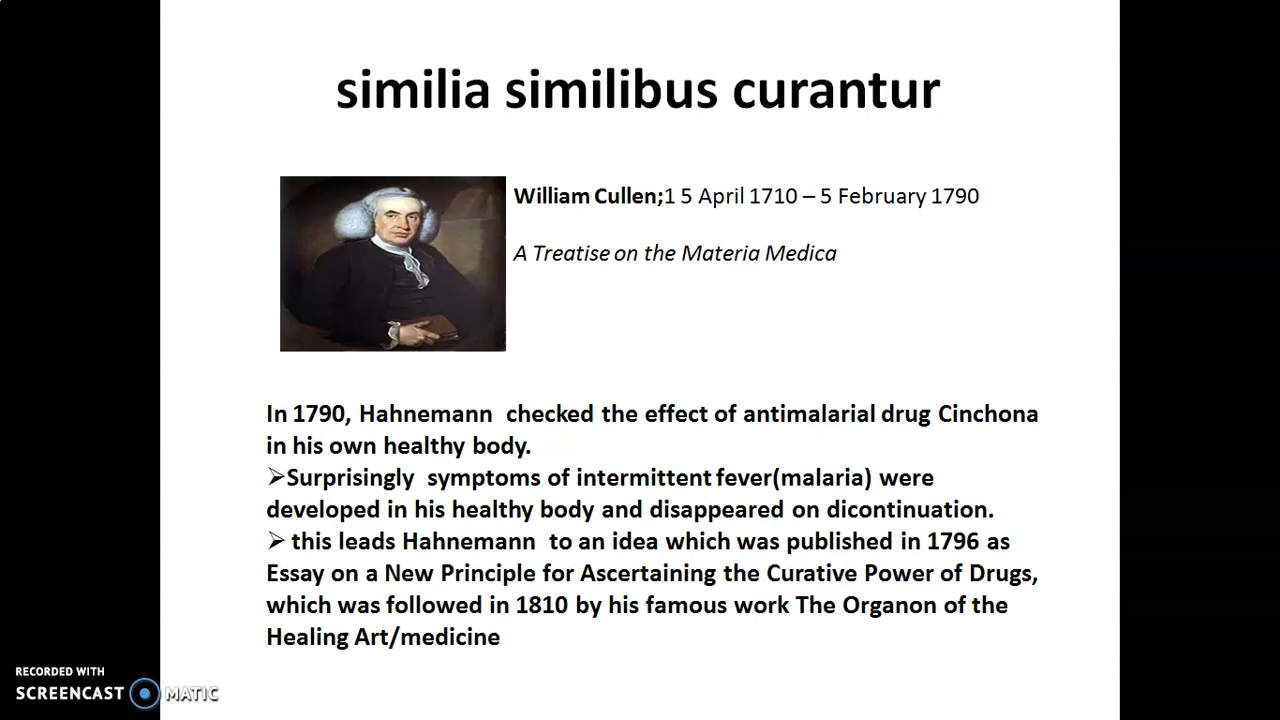 similia similibus curantur
William Cullen;1 5 April 1710 – 5 February 1790
A Treatise on the Materia Medica
In 1790, Hahnemann checked the effect of antimalarial drug Cinchona
in his own healthy body.
➢Surprisingly symptoms of intermittent fever(malaria) were
developed in his healthy body and disappeared on dicontinuation.
➢ this leads Hahnemann to an idea which was published in 1796 as
Essay on a New Principle for Ascertaining the Curative Power of Drugs,
which was followed in 1810 by his famous work The Organon of the
Healing Art/medicine
RECORDED WITH
SCREENCAST MATIC